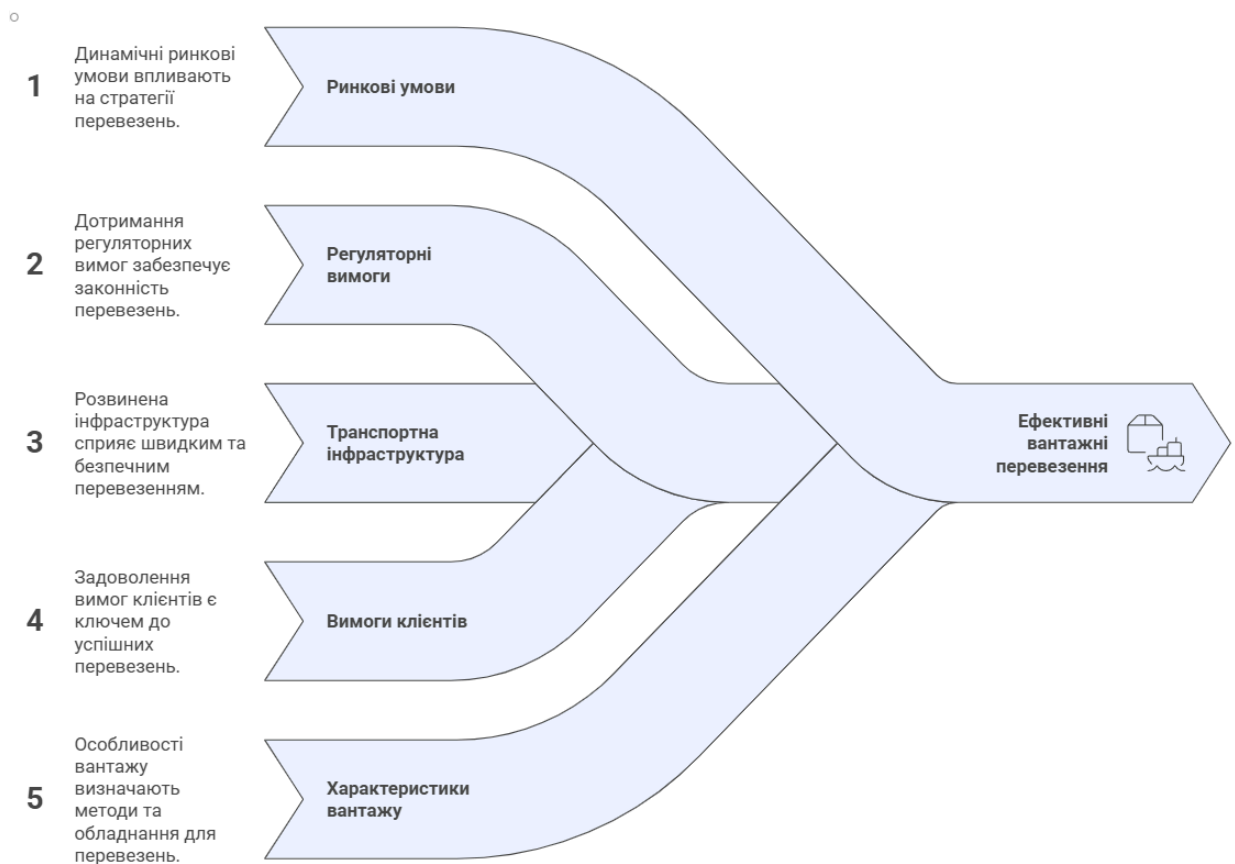 1
Динамічні ринкові
умови впливають
на стратегії
перевезень.
Ринкові умови
2
Дотримання
регуляторних
вимог забезпечує
законність
перевезень.
Регуляторні
вимоги
3
Розвинена
інфраструктура
сприяє швидким та
безпечним
перевезенням.
Транспортна
інфраструктура
Ефективні
вантажні
перевезення
4
Задоволення
вимог клієнтів є
ключем до
успішних
перевезень.
Вимоги клієнтів
5
Особливості
вантажу
визначають
методи та
обладнання для
перевезень.
Характеристики
вантажу